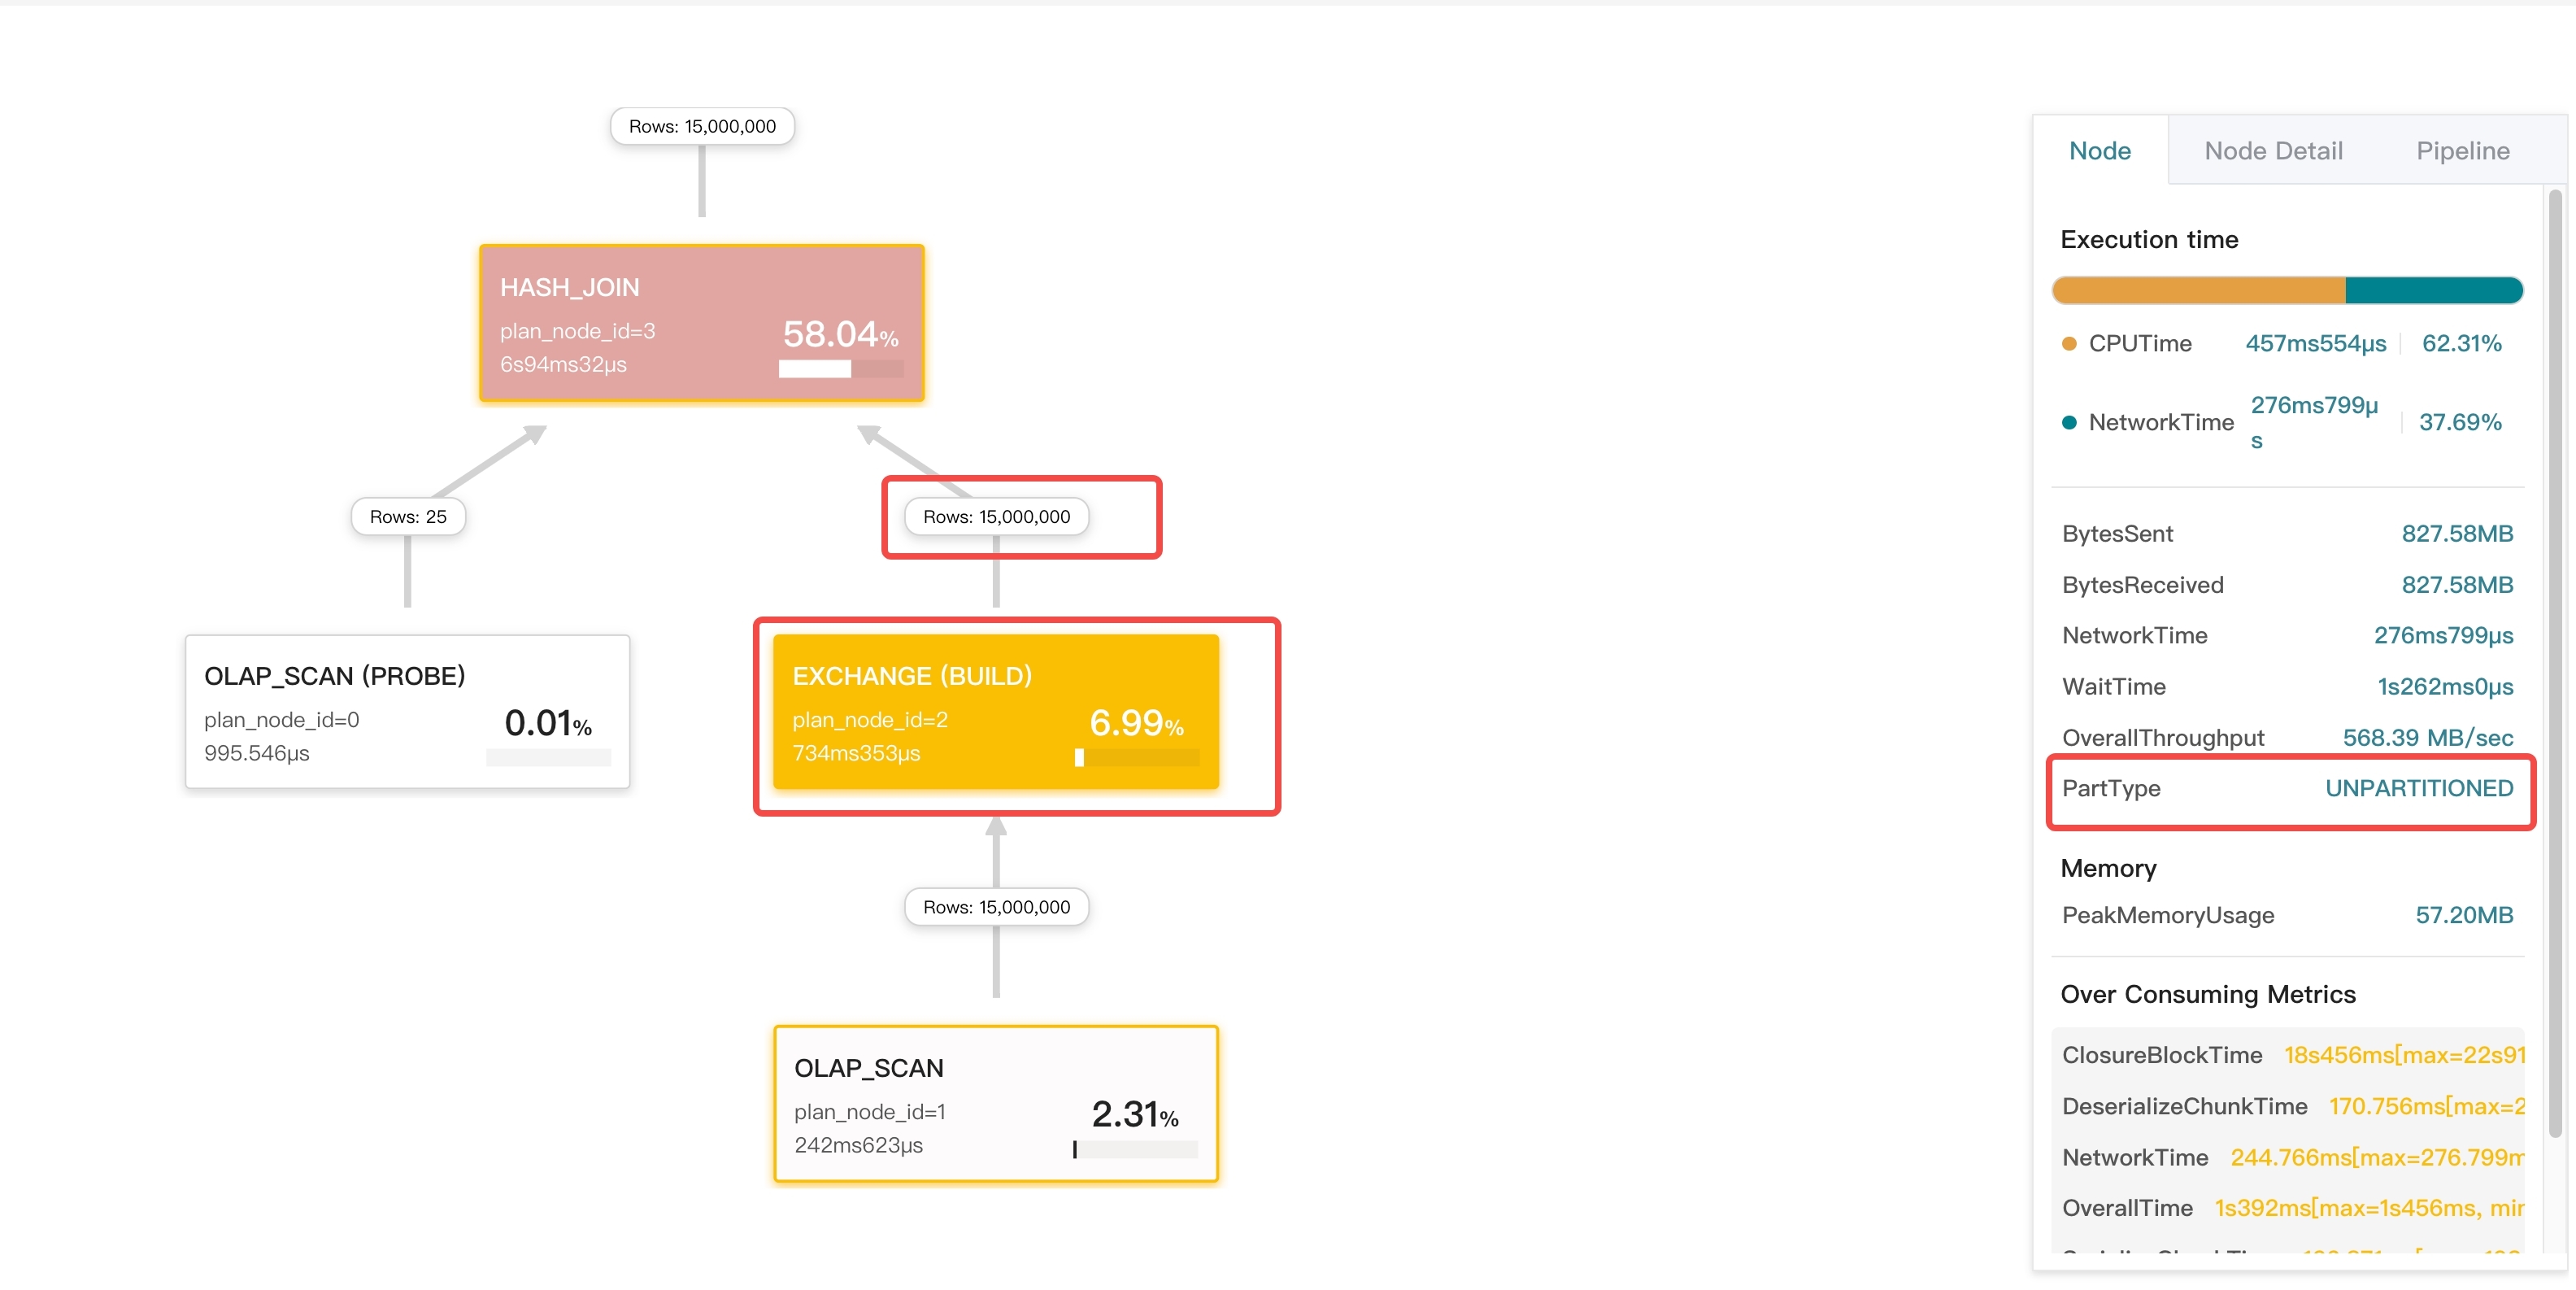 Rows: 15,000,000
HASH_JOIN
plan_node_id=3
6s94ms32μs
58.04%
Rows: 25
Rows: 15,000,000
OLAP_SCAN (PROBE)
plan_node_id=0
995.546μs
0.01%
EXCHANGE (BUILD)
plan_node_id=2
734ms353μs
6.99%
Rows: 15,000,000
OLAP_SCAN
plan_node_id=1
242ms623μs
2.31%
Node
Node Detail
Pipeline
Execution time
CPUTime 457ms554μs 62.31%
NetworkTime 276ms799μ
s 37.69%
BytesSent 827.58MB
BytesReceived 827.58MB
NetworkTime 276ms799μs
WaitTime 1s262ms0μs
OverallThroughput 568.39 MB/sec
PartType UNPARTITIONED
Memory
PeakMemoryUsage 57.20MB
Over Consuming Metrics
ClosureBlockTime 18s456ms[max=22s91
DeserializeChunkTime 170.756ms[max=2
NetworkTime 244.766ms[max=276.799m
OverallTime 1s392ms[max=1s456ms, mir